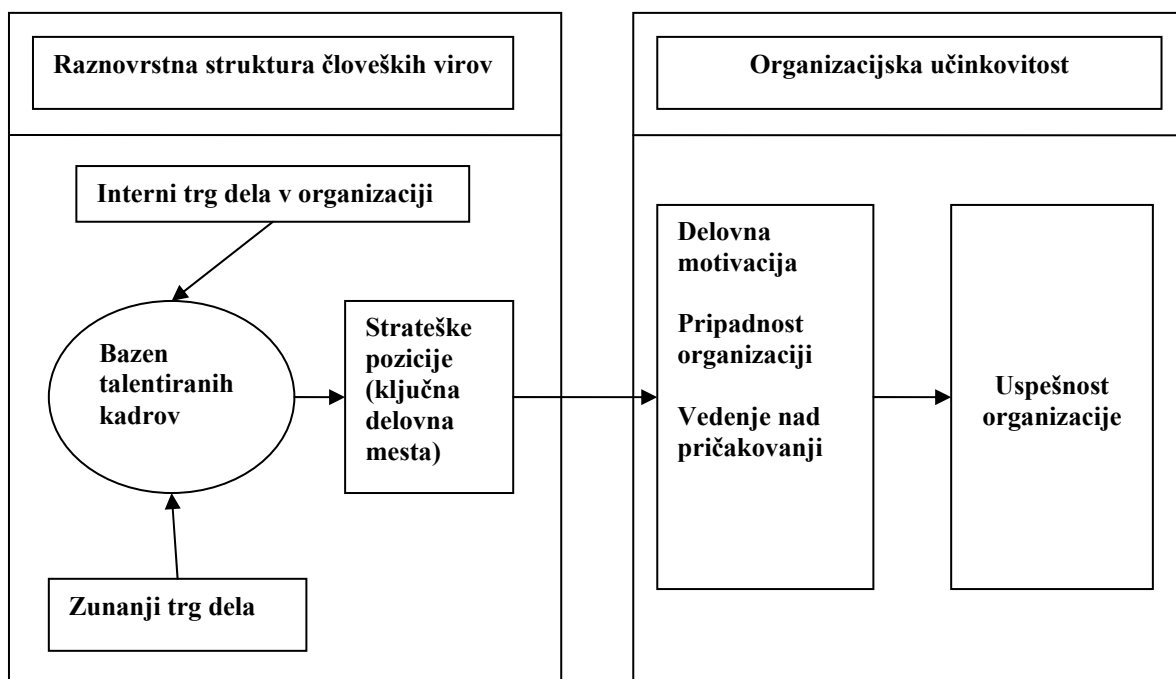 Raznovrstna struktura človeških virov
Organizacijska učinkovitost
Interni trg dela v organizaciji
Bazen
talentiranih
kadrov
Strateške
pozicije
(ključna
delovna
mesta)
Zunanji trg dela
Delovna
motivacija
Pripadnost
organizaciji
Vedenje nad
pričakovanji
Uspešnost
organizacije